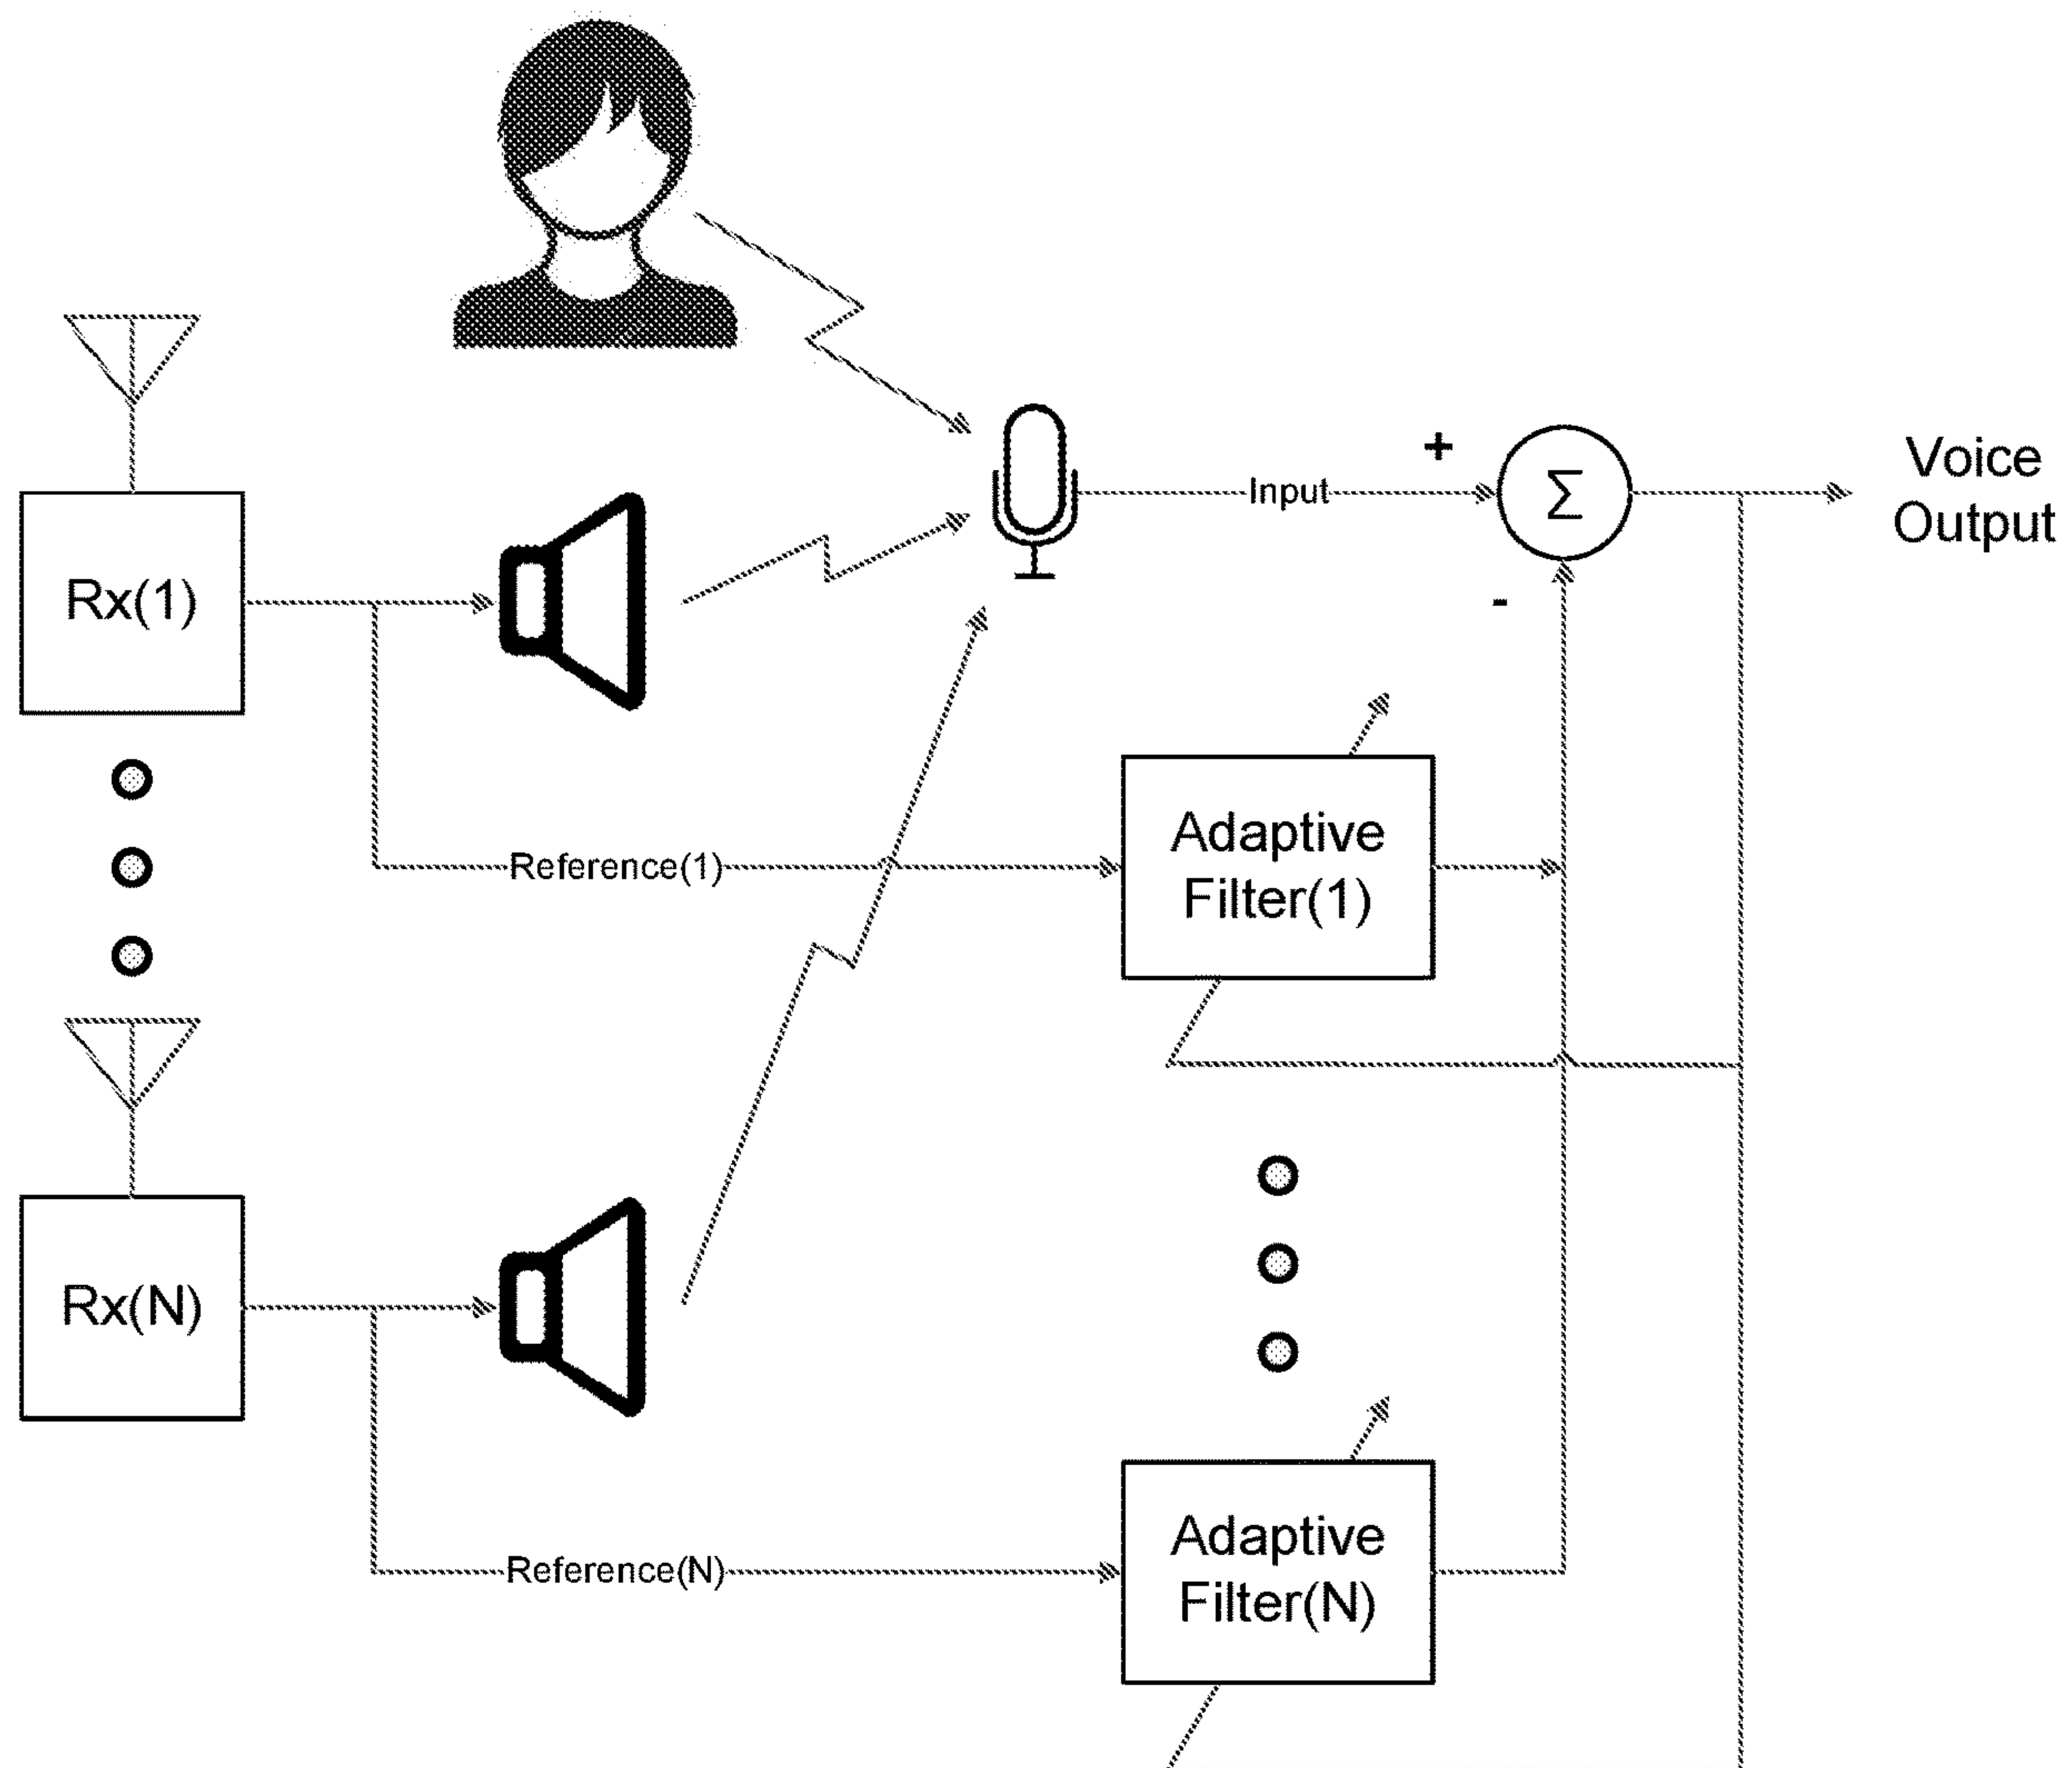 +
Voice
Output
Input
Σ
Rx(1)
-
Adaptive
Filter(1)
Reference(1)
Rx(N)
Adaptive
Filter(N)
Reference(N)